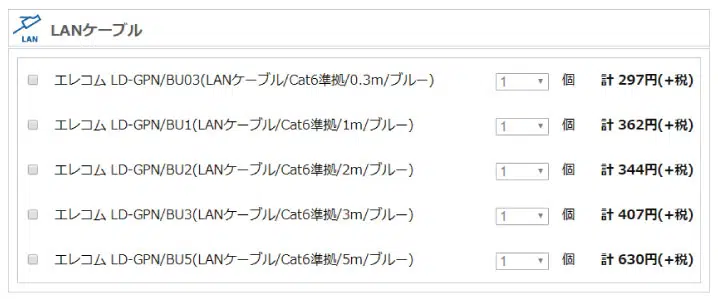 LAN LANケーブル
エレコム LD-GPN/BU03(LANケーブル/Cat6準拠/0.3m/ブルー) 1 個 計 297円(+税)
エレコム LD-GPN/BU1(LANケーブル/Cat6準拠/1m/ブルー) 1 個 計 362円(+税)
エレコム LD-GPN/BU2(LANケーブル/Cat6準拠/2m/ブルー) 1 個 計 344円(+税)
エレコム LD-GPN/BU3(LANケーブル/Cat6準拠/3m/ブルー) 1 個 計 407円(+税)
エレコム LD-GPN/BU5(LANケーブル/Cat6準拠/5m/ブルー) 1 個 計 630円(+税)